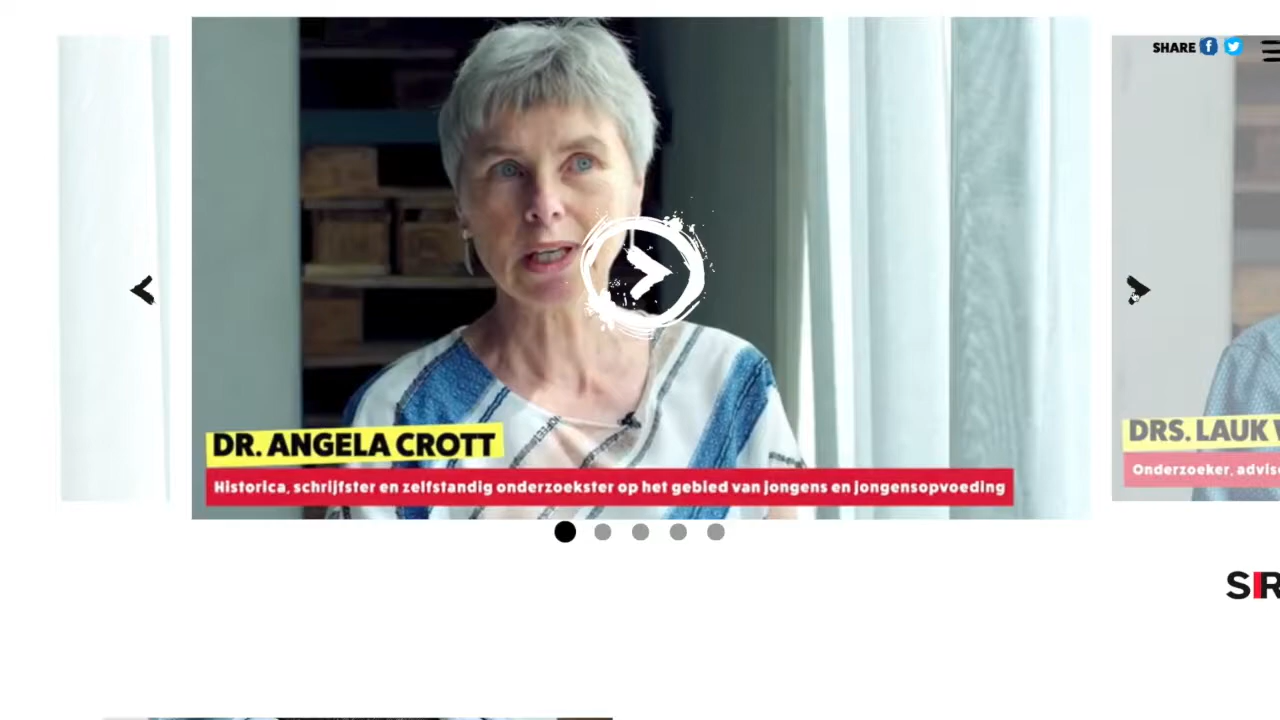 SHARE
DR. ANGELA CROTT
Historica, schrijfster en zelfstandig onderzoekster op het gebied van jongens en jongensopvoeding
DRS. LAUK
Onderzoeker,
SIR